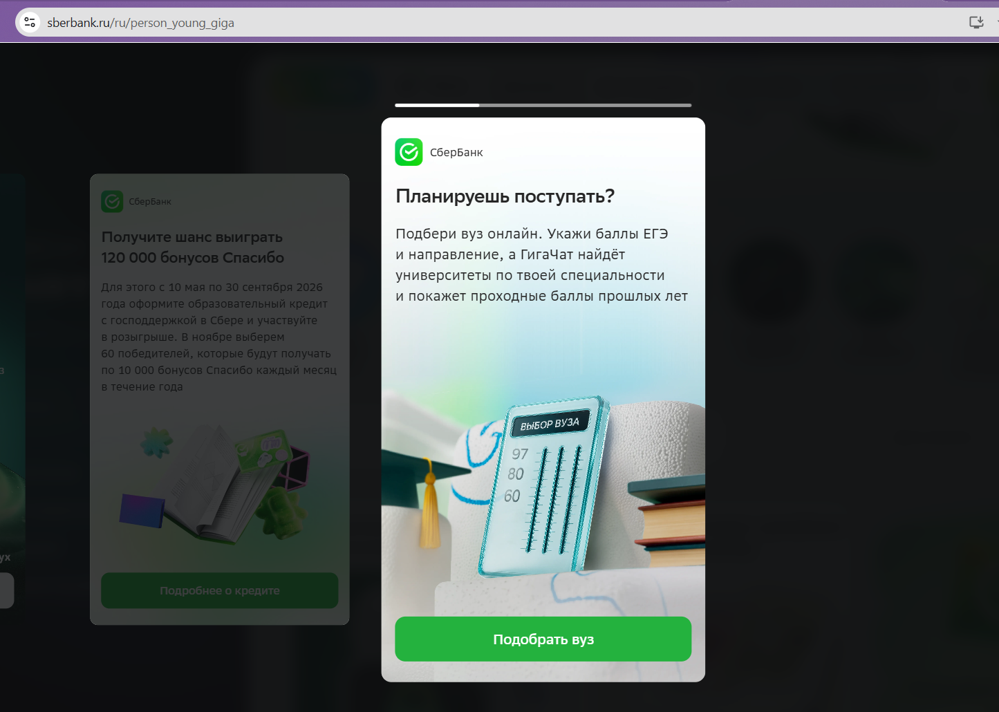 sberbank.ru/ru/person_young_giga
СберБанк
Получите шанс выиграть
120 000 бонусов Спасибо
Для этого с 10 мая по 30 сентября 2026
года оформите образовательный кредит
с господдержкой в Сбере и участвуйте
в розыгрыше. В ноябре выберем
60 победителей, которые будут получать
по 10 000 бонусов Спасибо каждый месяц
в течение года
Подробнее о кредите
СберБанк
Планируешь поступать?
Подбери вуз онлайн. Укажи баллы ЕГЭ
и направление, а ГигаЧат найдёт
университеты по твоей специальности
и покажет проходные баллы прошлых лет
ВЫБОР ВУЗА
97
80
60
Подобрать вуз